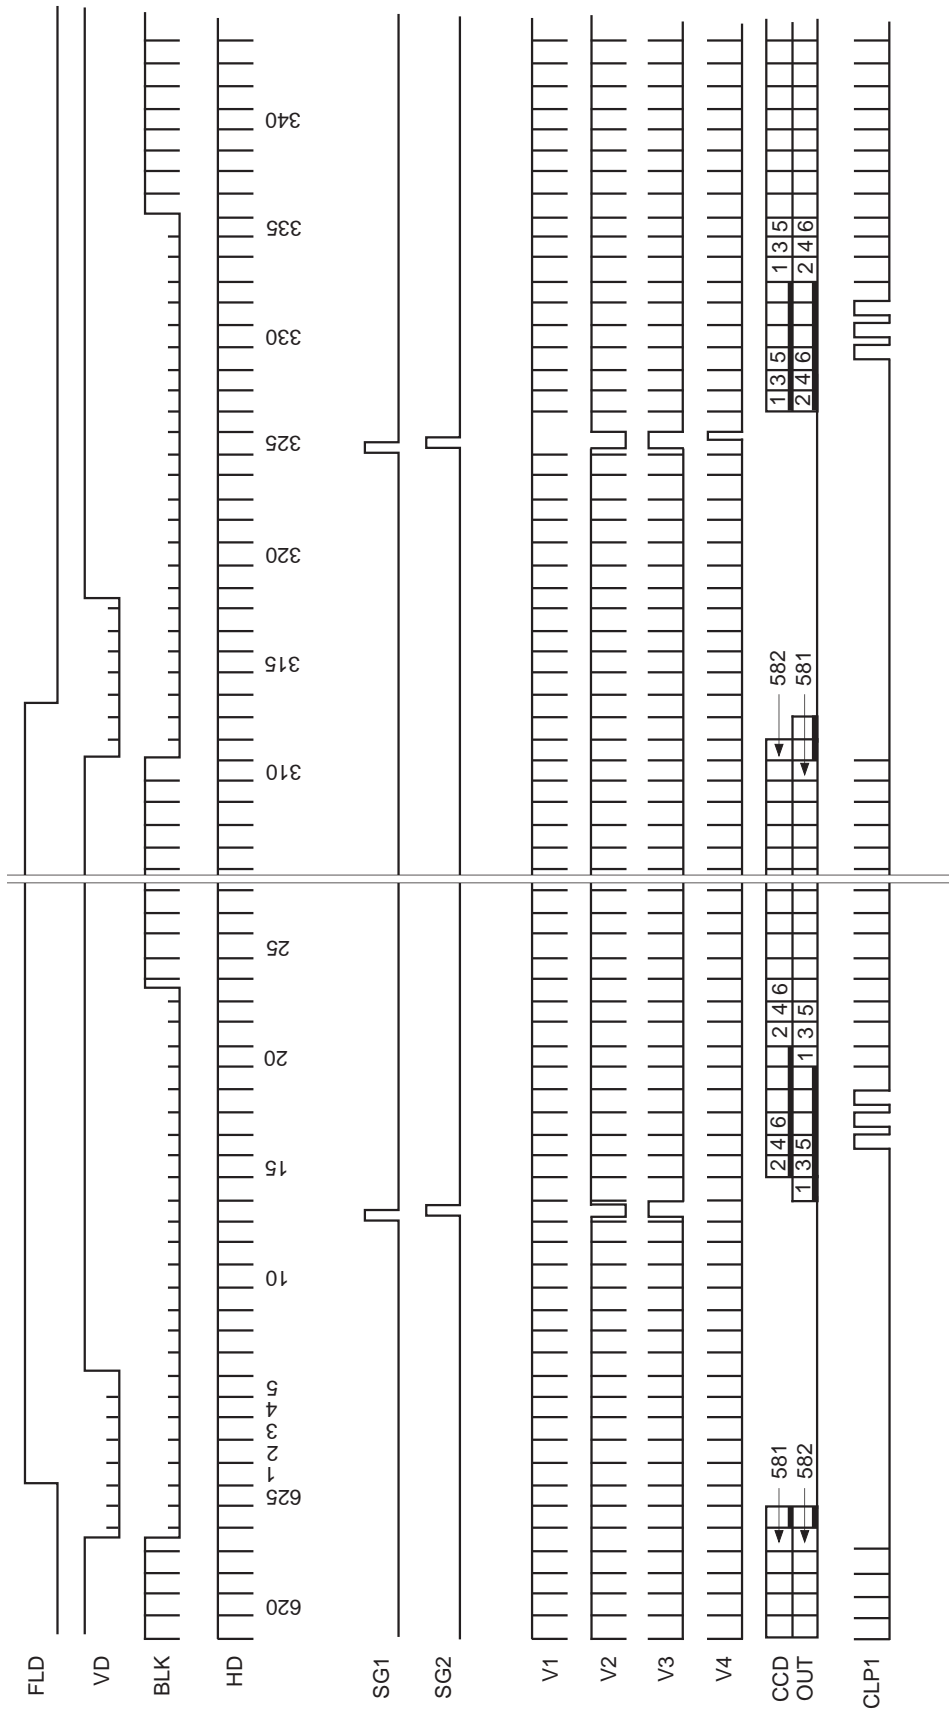 FLD
VD
BLK
HD
620 625 1 2 3 4 5 10 15 20 25 310 315 320 325 330 335 340
SG1
SG2
V1
V2
V3
V4
CCD 581 2 4 6 2 4 6 582 1 3 5 1 3 5
OUT 582 1 3 5 1 3 5 581 2 4 6 2 4 6
CLP1